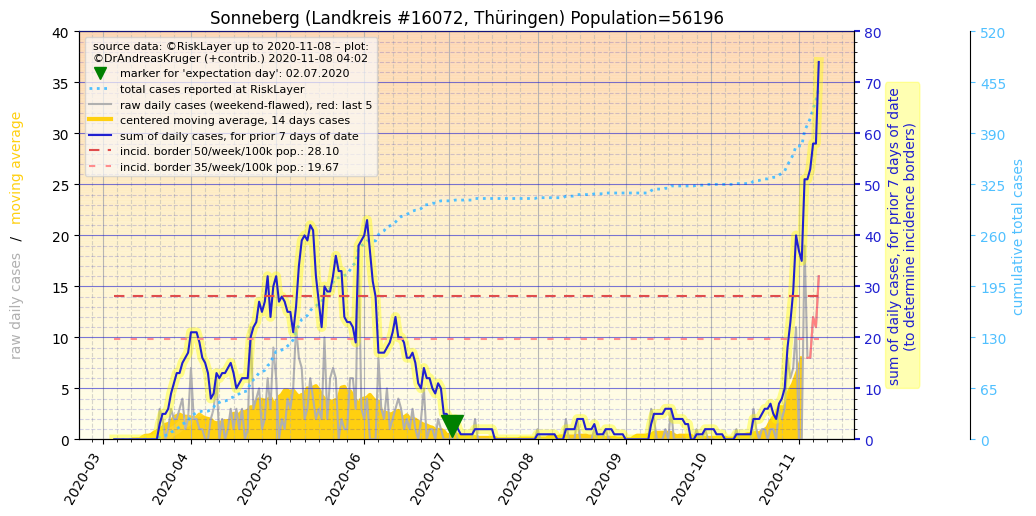 Sonneberg (Landkreis #16072, Thüringen) Population=56196
source data: ©RiskLayer up to 2020-11-08 – plot:
©DrAndreasKruger (+contrib.) 2020-11-08 04:02
marker for 'expectation day': 02.07.2020
total cases reported at RiskLayer
raw daily cases (weekend-flawed), red: last 5
centered moving average, 14 days cases
sum of daily cases, for prior 7 days of date
incid. border 50/week/100k pop.: 28.10
incid. border 35/week/100k pop.: 19.67
raw daily cases / moving average
40
35
30
25
20
15
10
5
0
2020-03
2020-04
2020-05
2020-06
2020-07
2020-08
2020-09
2020-10
2020-11
80
70
60
50
40
30
20
10
0
sum of daily cases, for prior 7 days of date
(to determine incidence borders)
520
455
390
325
260
195
130
65
0
cumulative total cases